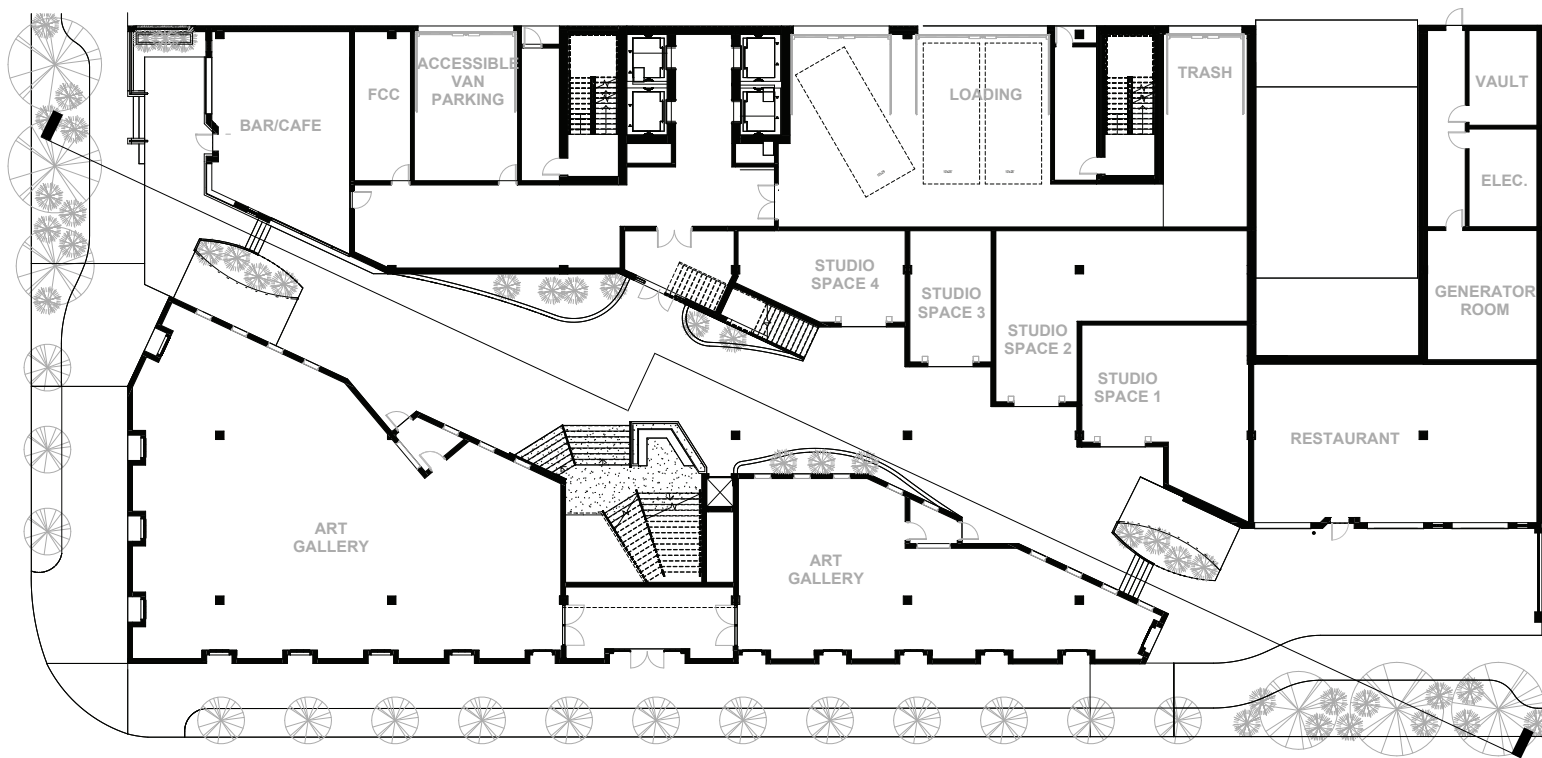 ACCESSIBLE
VAN
PARKING
FCC
BAR/CAFE
LOADING
TRASH
VAULT
ELEC.
GENERATOR
ROOM
STUDIO
SPACE 4
STUDIO
SPACE 3
STUDIO
SPACE 2
STUDIO
SPACE 1
RESTAURANT
ART
GALLERY
ART
GALLERY